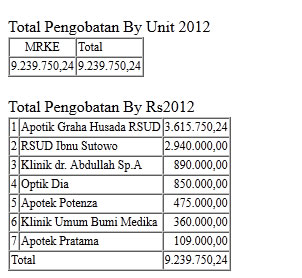 Total Pengobatan By Unit 2012
MRKE Total
9.239.750,24 9.239.750,24
Total Pengobatan By Rs2012
1 Apotik Graha Husada RSUD 3.615.750,24
2 RSUD Ibnu Sutowo 2.940.000,00
3 Klinik dr. Abdullah Sp.A 890.000,00
4 Optik Dia 850.000,00
5 Apotek Potenza 475.000,00
6 Klinik Umum Bumi Medika 360.000,00
7 Apotek Pratama 109.000,00
Total 9.239.750,24